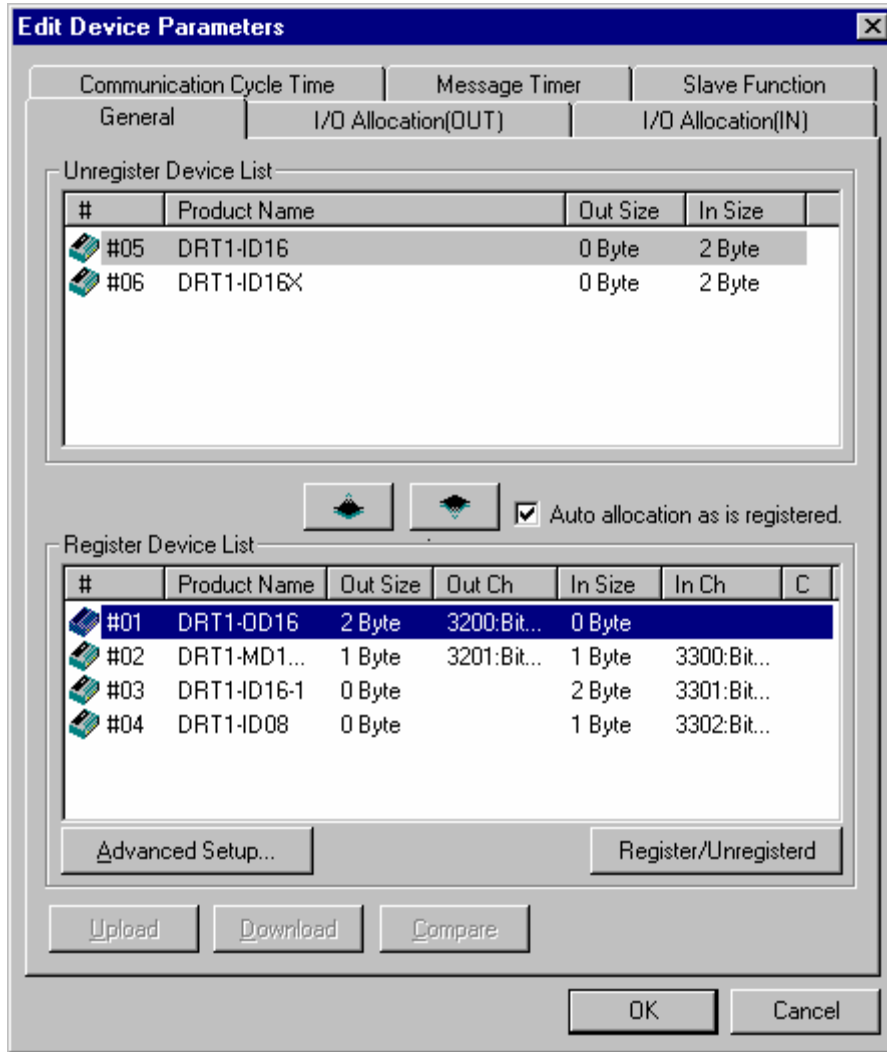 Edit Device Parameters
Communication Cycle Time Message Timer Slave Function
General I/O Allocation(OUT) I/O Allocation(IN)
Unregister Device List
# Product Name Out Size In Size
#05 DRT1-ID16 0 Byte 2 Byte
#06 DRT1-ID16X 0 Byte 2 Byte
Auto allocation as is registered.
Register Device List
# Product Name Out Size Out Ch In Size In Ch C
#01 DRT1-OD16 2 Byte 3200:Bit... 0 Byte
#02 DRT1-MD1... 1 Byte 3201:Bit... 1 Byte 3300:Bit...
#03 DRT1-ID16-1 0 Byte 2 Byte 3301:Bit...
#04 DRT1-ID08 0 Byte 1 Byte 3302:Bit...
Advanced Setup... Register/Unregisterd
Upload Download Compare
OK Cancel